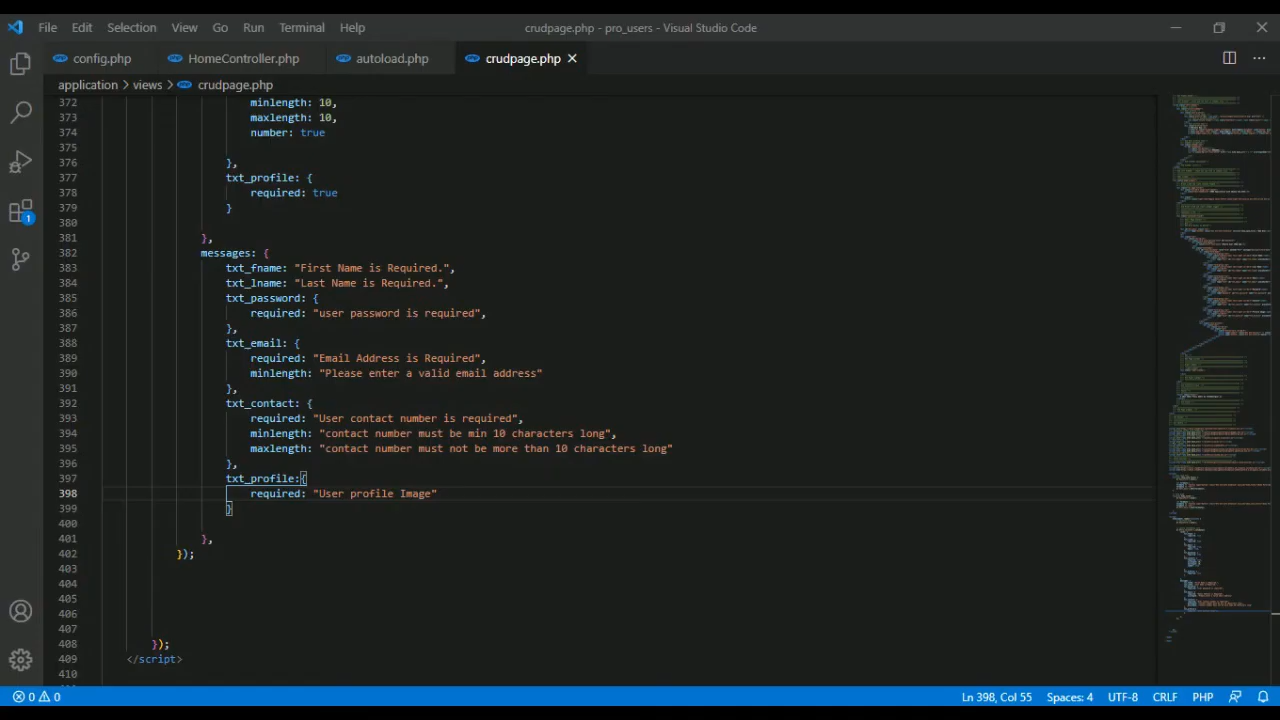 File Edit Selection View Go Run Terminal Help crudpage.php - pro_users - Visual Studio Code
config.php HomeController.php autoload.php crudpage.php
application > views > crudpage.php
372 minlength: 10,
373 maxlength: 10,
374 number: true
375
376 },
377 txt_profile: {
378 required: true
379 }
380
381 },
382 messages: {
383 txt_fname: "First Name is Required.",
384 txt_lname: "Last Name is Required.",
385 txt_password: {
386 required: "user password is required",
387 },
388 txt_email: {
389 required: "Email Address is Required",
390 minlength: "Please enter a valid email address"
391 },
392 txt_contact: {
393 required: "User contact number is required",
394 minlength: "contact number must be min 10 characters long",
395 maxlength: "contact number must not be more than 10 characters long"
396 },
397 txt_profile:{
398 required: "User profile Image"
399 }
400
401 },
402 });
403
404
405
406
407
408 });
409 </script>
410
1
0 0 Ln 398, Col 55 Spaces: 4 UTF-8 CRLF PHP